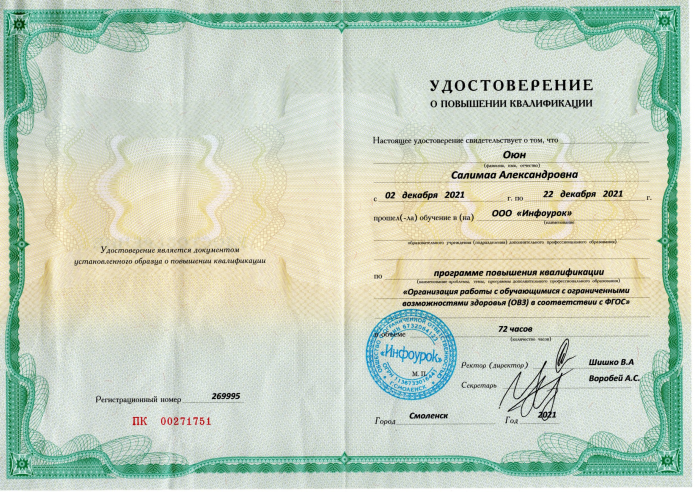 Удостоверение является документом
установленного образца о повышении квалификации
Регистрационный номер 269995
ПК 00271751
УДОСТОВЕРЕНИЕ
О ПОВЫШЕНИИ КВАЛИФИКАЦИИ
Настоящее удостоверение свидетельствует о том, что
Оюн
(фамилия, имя, отчество)
Салимаа Александровна
с 02 декабря 2021 г. по 22 декабря 2021 г.
прошел(-ла) обучение в (на) ООО «Инфоурок»
(наименование)
образовательного учреждения (подразделения) дополнительного профессионального образования)
по программе повышения квалификации
(наименование проблемы, темы, программы дополнительного профессионального образования)
«Организация работы с обучающимися с ограниченными
возможностями здоровья (ОВЗ) в соответствии с ФГОС»
в объеме 72 часов
(количество часов)
«Инфоурок»
г. СМОЛЕНСК
М. П.
Ректор (директор) Шишко В.А
Секретарь Воробей А.С.
Город Смоленск Год 2021